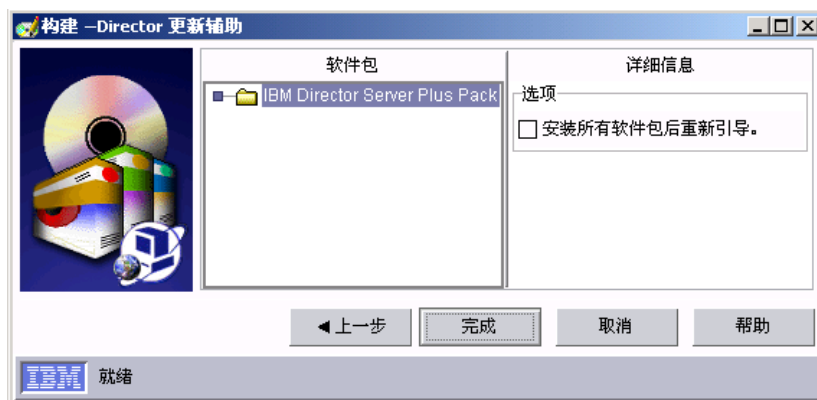 构建 –Director 更新辅助
软件包
详细信息
IBM Director Server Plus Pack
选项
安装所有软件包后重新引导。
◀上一步
完成
取消
帮助
IBM
就绪